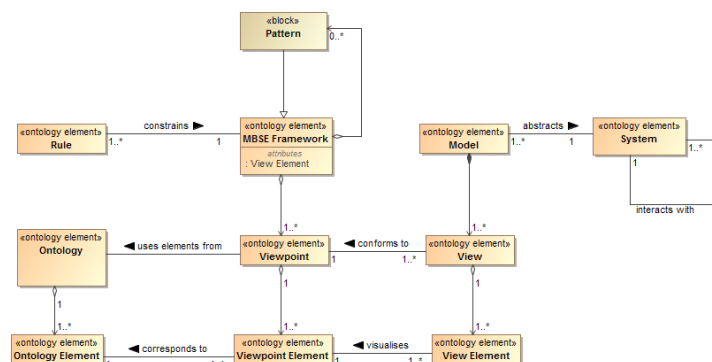 «block»
Pattern
0..*
«ontology element»
Rule
1..*
constrains ►
1
«ontology element»
MBSE Framework
attributes
: View Element
«ontology element»
Model
1..*
abstracts ►
1
«ontology element»
System
1..*
1
interacts with
1..*
1..*
«ontology element»
Ontology
◄ uses elements from
«ontology element»
Viewpoint
1
◄ conforms to
1..*
«ontology element»
View
1
1
1
1..*
1..*
1..*
«ontology element»
Ontology Element
◄ corresponds to
«ontology element»
Viewpoint Element
1
◄ visualises
1..*
«ontology element»
View Element